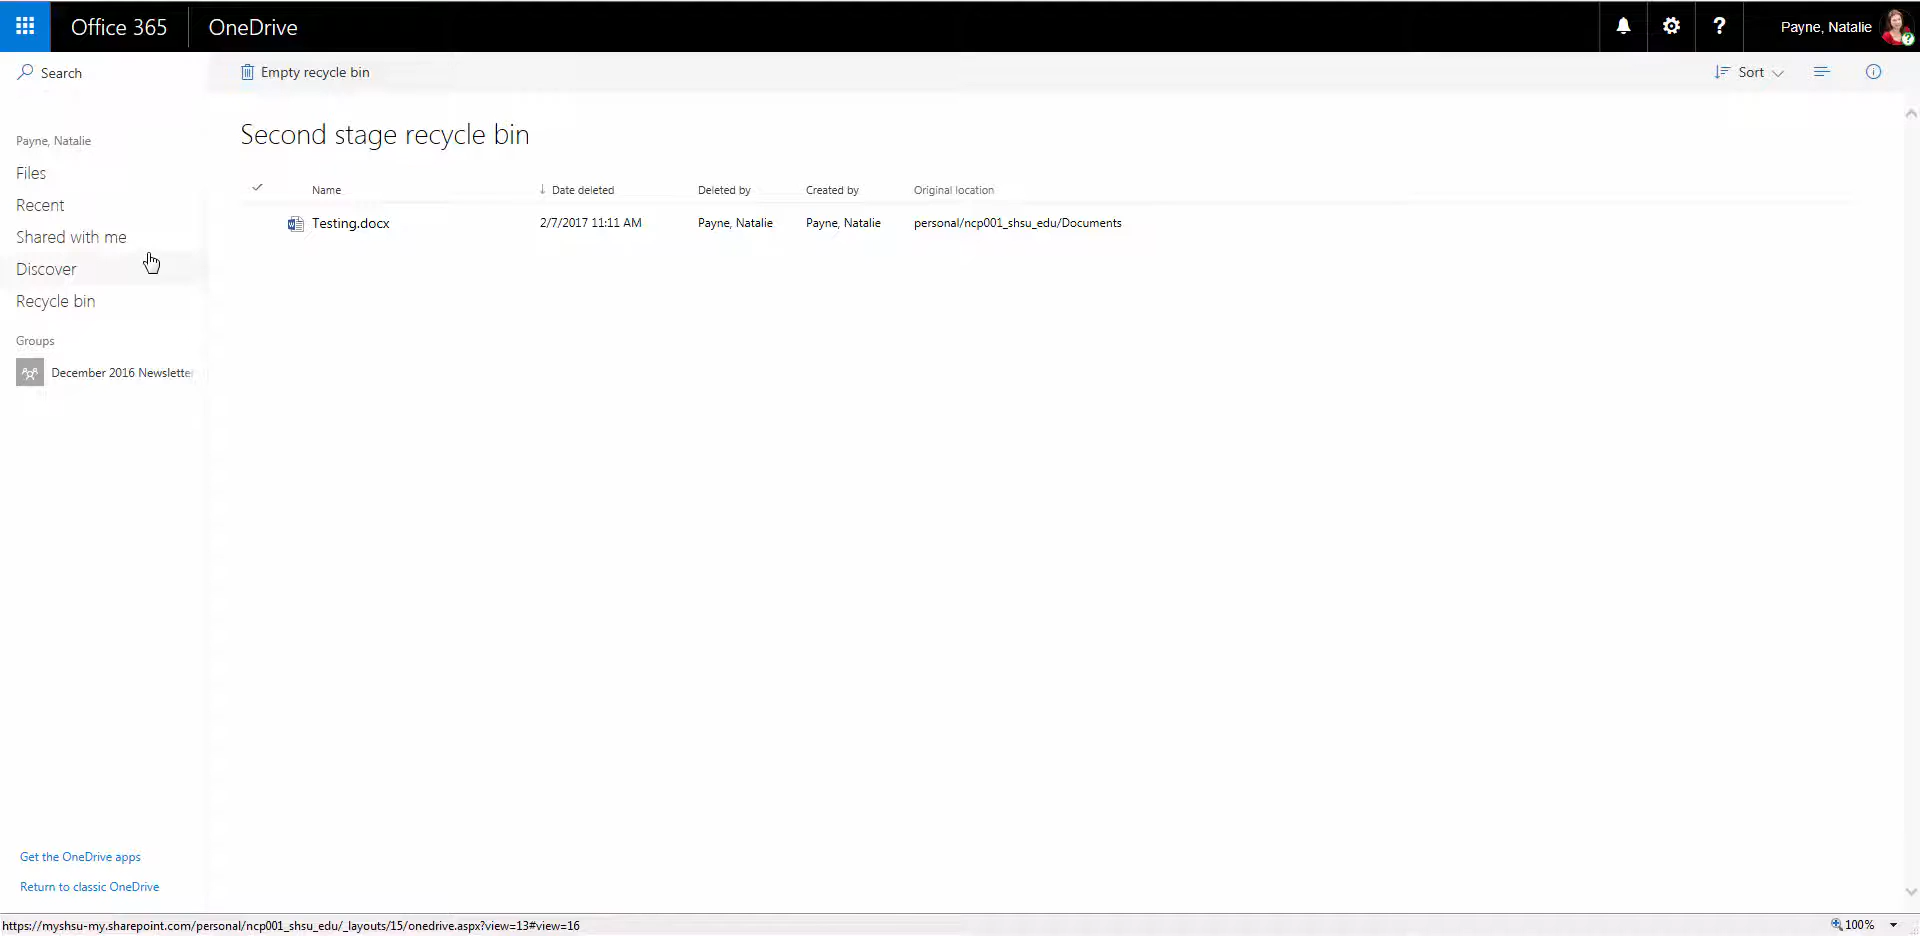 Office 365
OneDrive
?
Payne, Natalie
Search
Empty recycle bin
Sort
Payne, Natalie
Files
Recent
Shared with me
Discover
Recycle bin
Groups
December 2016 Newslette
Second stage recycle bin
Name Date deleted Deleted by Created by Original location
Testing.docx 2/7/2017 11:11 AM Payne, Natalie Payne, Natalie personal/ncp001_shsu_edu/Documents
Get the OneDrive apps
Return to classic OneDrive
https://myshsu-my.sharepoint.com/personal/ncp001_shsu_edu/_layouts/15/onedrive.aspx?view=13#view=16
100%